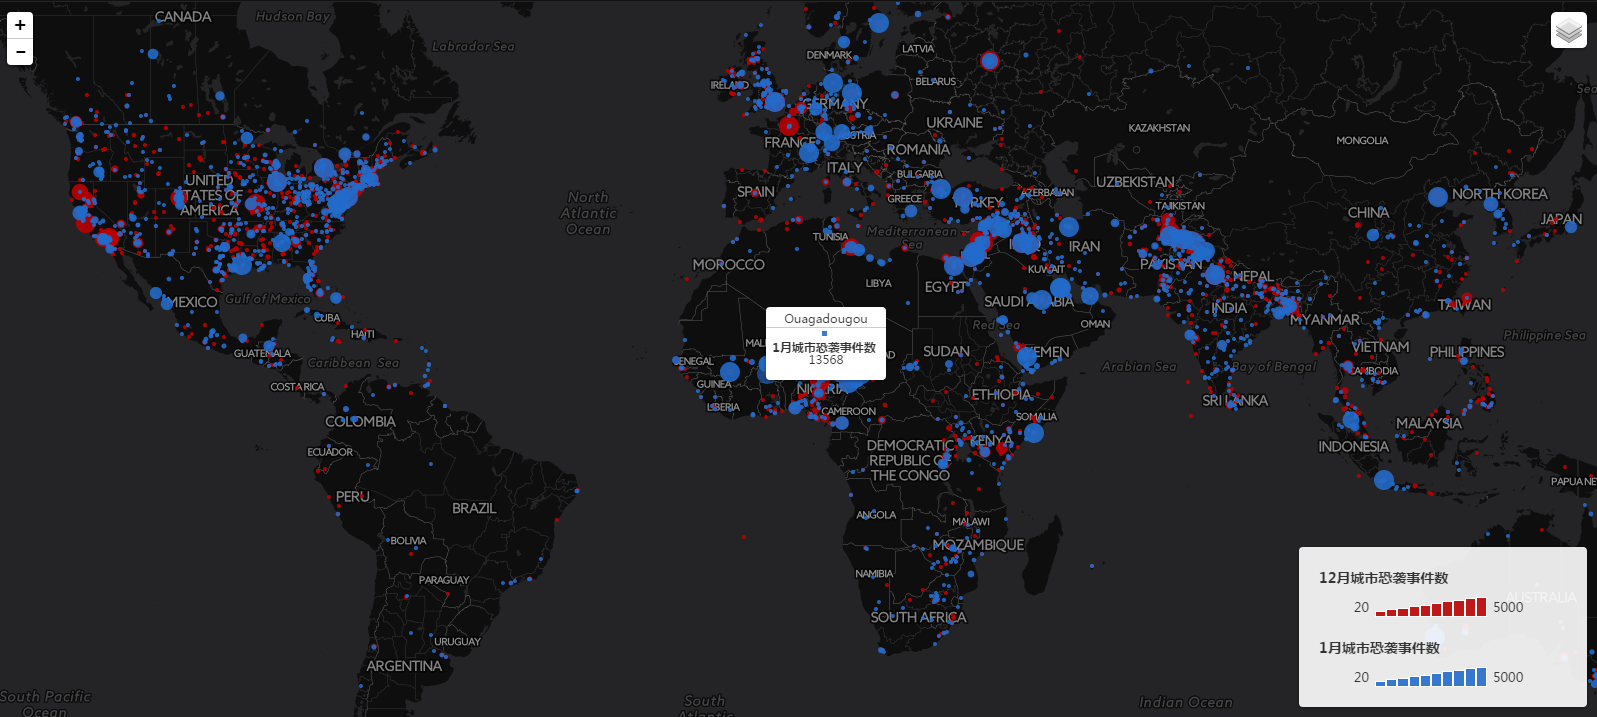 +
−
CANADA
Hudson Bay
Labrador Sea
UNITED
STATES OF
AMERICA
MEXICO
Gulf of Mexico
CUBA
HAITI
GUATEMALA
Caribbean Sea
COSTA RICA
COLOMBIA
ECUADOR
PERU
BRAZIL
BOLIVIA
PARAGUAY
URUGUAY
ARGENTINA
South Pacific
Ocean
North
Atlantic
Ocean
South
Atlantic
IRELAND
DENMARK
LATVIA
BELARUS
GERMANY
UKRAINE
FRANCE
ROMANIA
ITALY
BULGARIA
SPAIN
GREECE
AZERBAIJAN
UZBEKISTAN
KAZAKHSTAN
MONGOLIA
TAJIKISTAN
CHINA
NORTH KOREA
JAPAN
TUNISIA
Mediterranean
Sea
IRAN
MOROCCO
LIBYA
EGYPT
KUWAIT
PAKISTAN
NEPAL
SAUDI ARABIA
OMAN
INDIA
MYANMAR
TAIWAN
Red Sea
Philippine Sea
Ouagadougou
1月城市恐袭事件数
13568
SUDAN
YEMEN
Arabian Sea
Bay of Bengal
VIETNAM
PHILIPPINES
CAMBODIA
GUINEA
LIBERIA
NIGERIA
CAMEROON
ETHIOPIA
SOMALIA
SRI LANKA
MALAYSIA
INDONESIA
DEMOCRATIC
REPUBLIC OF
THE CONGO
KENYA
ANGOLA
MALAWI
MOZAMBIQUE
NAMIBIA
SOUTH AFRICA
Indian Ocean
AUSTRALIA
12月城市恐袭事件数
20
5000
1月城市恐袭事件数
20
5000